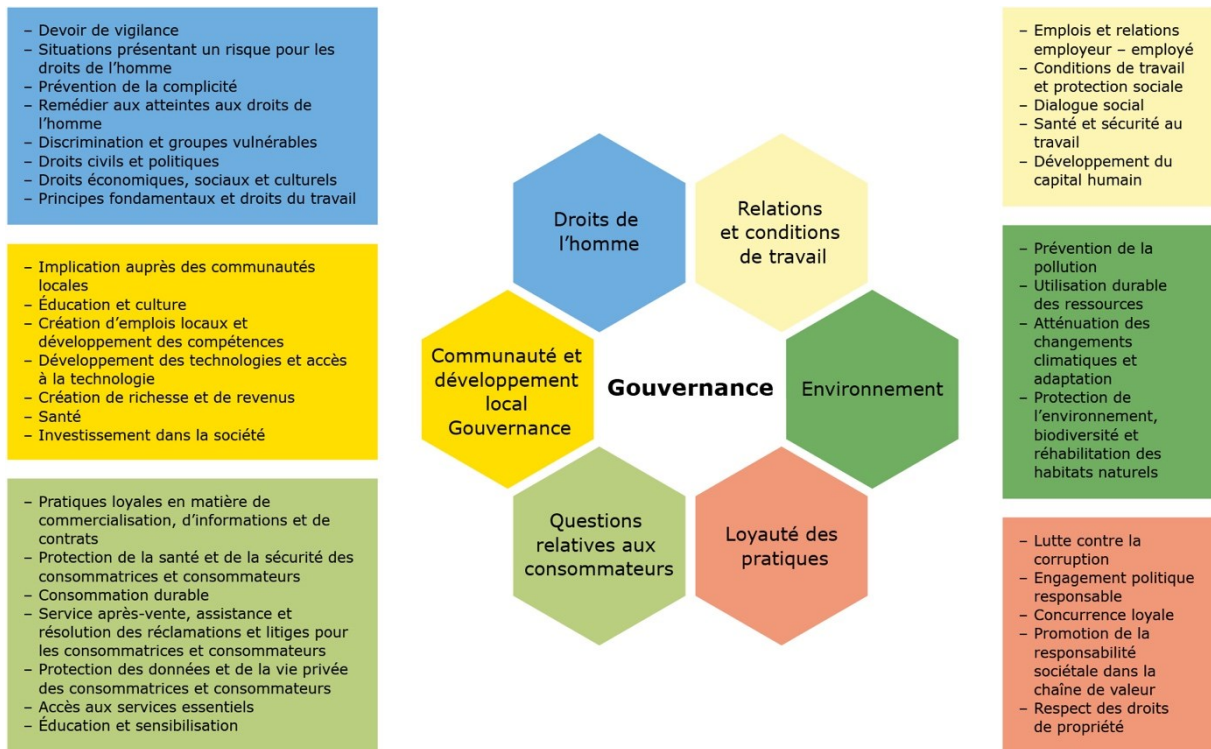 – Devoir de vigilance
– Situations présentant un risque pour les
droits de l’homme
– Prévention de la complicité
– Remédier aux atteintes aux droits de
l’homme
– Discrimination et groupes vulnérables
– Droits civils et politiques
– Droits économiques, sociaux et culturels
– Principes fondamentaux et droits du travail
– Implication auprès des communautés
locales
– Éducation et culture
– Création d’emplois locaux et
développement des compétences
– Développement des technologies et accès
à la technologie
– Création de richesse et de revenus
– Santé
– Investissement dans la société
– Pratiques loyales en matière de
commercialisation, d’informations et de
contrats
– Protection de la santé et de la sécurité des
consommatrices et consommateurs
– Consommation durable
– Service après-vente, assistance et
résolution des réclamations et litiges pour
les consommatrices et consommateurs
– Protection des données et de la vie privée
des consommatrices et consommateurs
– Accès aux services essentiels
– Éducation et sensibilisation
Droits de
l’homme
Relations
et conditions
de travail
Communauté et
développement
local
Gouvernance
Gouvernance
Environnement
Questions
relatives aux
consommateurs
Loyauté des
pratiques
– Emplois et relations
employeur – employé
– Conditions de travail
et protection sociale
– Dialogue social
– Santé et sécurité au
travail
– Développement du
capital humain
– Prévention de la
pollution
– Utilisation durable
des ressources
– Atténuation des
changements
climatiques et
adaptation
– Protection de
l’environnement,
biodiversité et
réhabilitation des
habitats naturels
– Lutte contre la
corruption
– Engagement politique
responsable
– Concurrence loyale
– Promotion de la
responsabilité
sociétale dans la
chaîne de valeur
– Respect des droits
de propriété